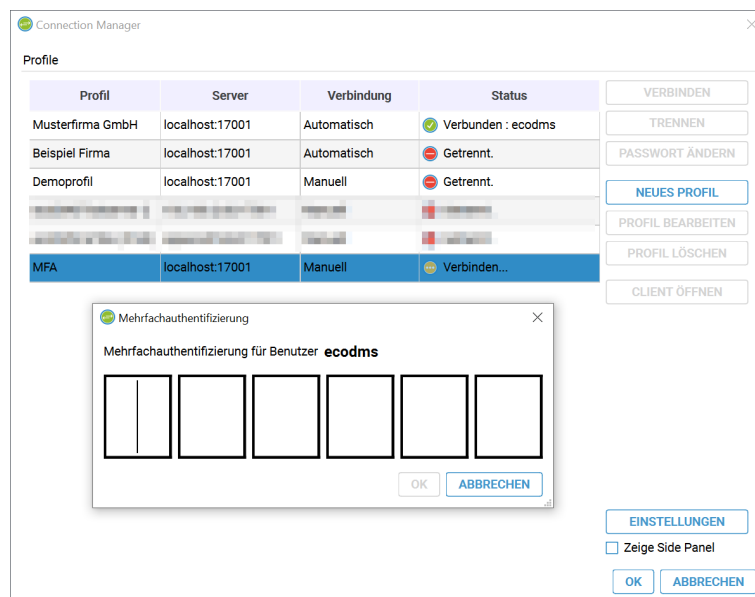 Connection Manager
Profile
Profil Server Verbindung Status
Musterfirma GmbH localhost:17001 Automatisch Verbunden : ecodms
Beispiel Firma localhost:17001 Automatisch Getrennt.
Demoprofil localhost:17001 Manuell Getrennt.
MFA localhost:17001 Manuell Verbinden...
VERBINDEN
TRENNEN
PASSWORT ÄNDERN
NEUES PROFIL
PROFIL BEARBEITEN
PROFIL LÖSCHEN
CLIENT ÖFFNEN
Mehrfachauthentifizierung
Mehrfachauthentifizierung für Benutzer ecodms
OK ABBRECHEN
EINSTELLUNGEN
Zeige Side Panel
OK ABBRECHEN